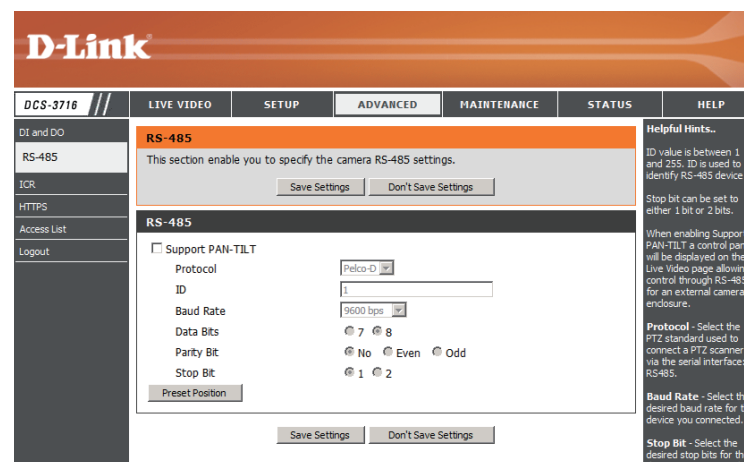 D-Link
DCS-3716 // LIVE VIDEO SETUP ADVANCED MAINTENANCE STATUS HELP
DI and DO
RS-485
ICR
HTTPS
Access List
Logout
RS-485
This section enable you to specify the camera RS-485 settings.
Save Settings Don't Save Settings
RS-485
Support PAN-TILT
Protocol Pelco-D
ID 1
Baud Rate 9600 bps
Data Bits 7 8
Parity Bit No Even Odd
Stop Bit 1 2
Preset Position
Save Settings Don't Save Settings
Helpful Hints..
ID value is between 1
and 255. ID is used to
identify RS-485 device
Stop bit can be set to
either 1 bit or 2 bits.
When enabling Support
PAN-TILT a control pan
will be displayed on the
Live Video page allowin
control through RS-485
for an external camera
enclosure.
Protocol - Select the
PTZ standard used to
connect a PTZ scanner
via the serial interface:
RS485.
Baud Rate - Select th
desired baud rate for t
device you connected.
Stop Bit - Select the
desired stop bits for th